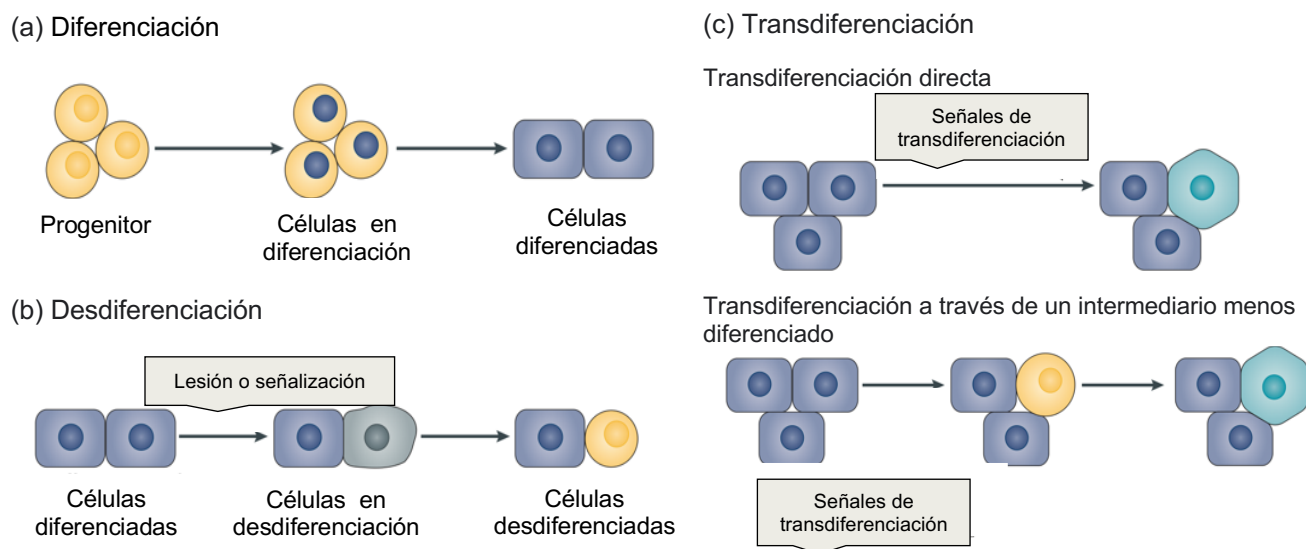 (a) Diferenciación
Progenitor
Células en
diferenciación
Células
diferenciadas
(b) Desdiferenciación
Lesión o señalización
Células
diferenciadas
Células en
desdiferenciación
Células
desdiferenciadas
(c) Transdiferenciación
Transdiferenciación directa
Señales de
transdiferenciación
Transdiferenciación a través de un intermediario menos
diferenciado
Señales de
transdiferenciación